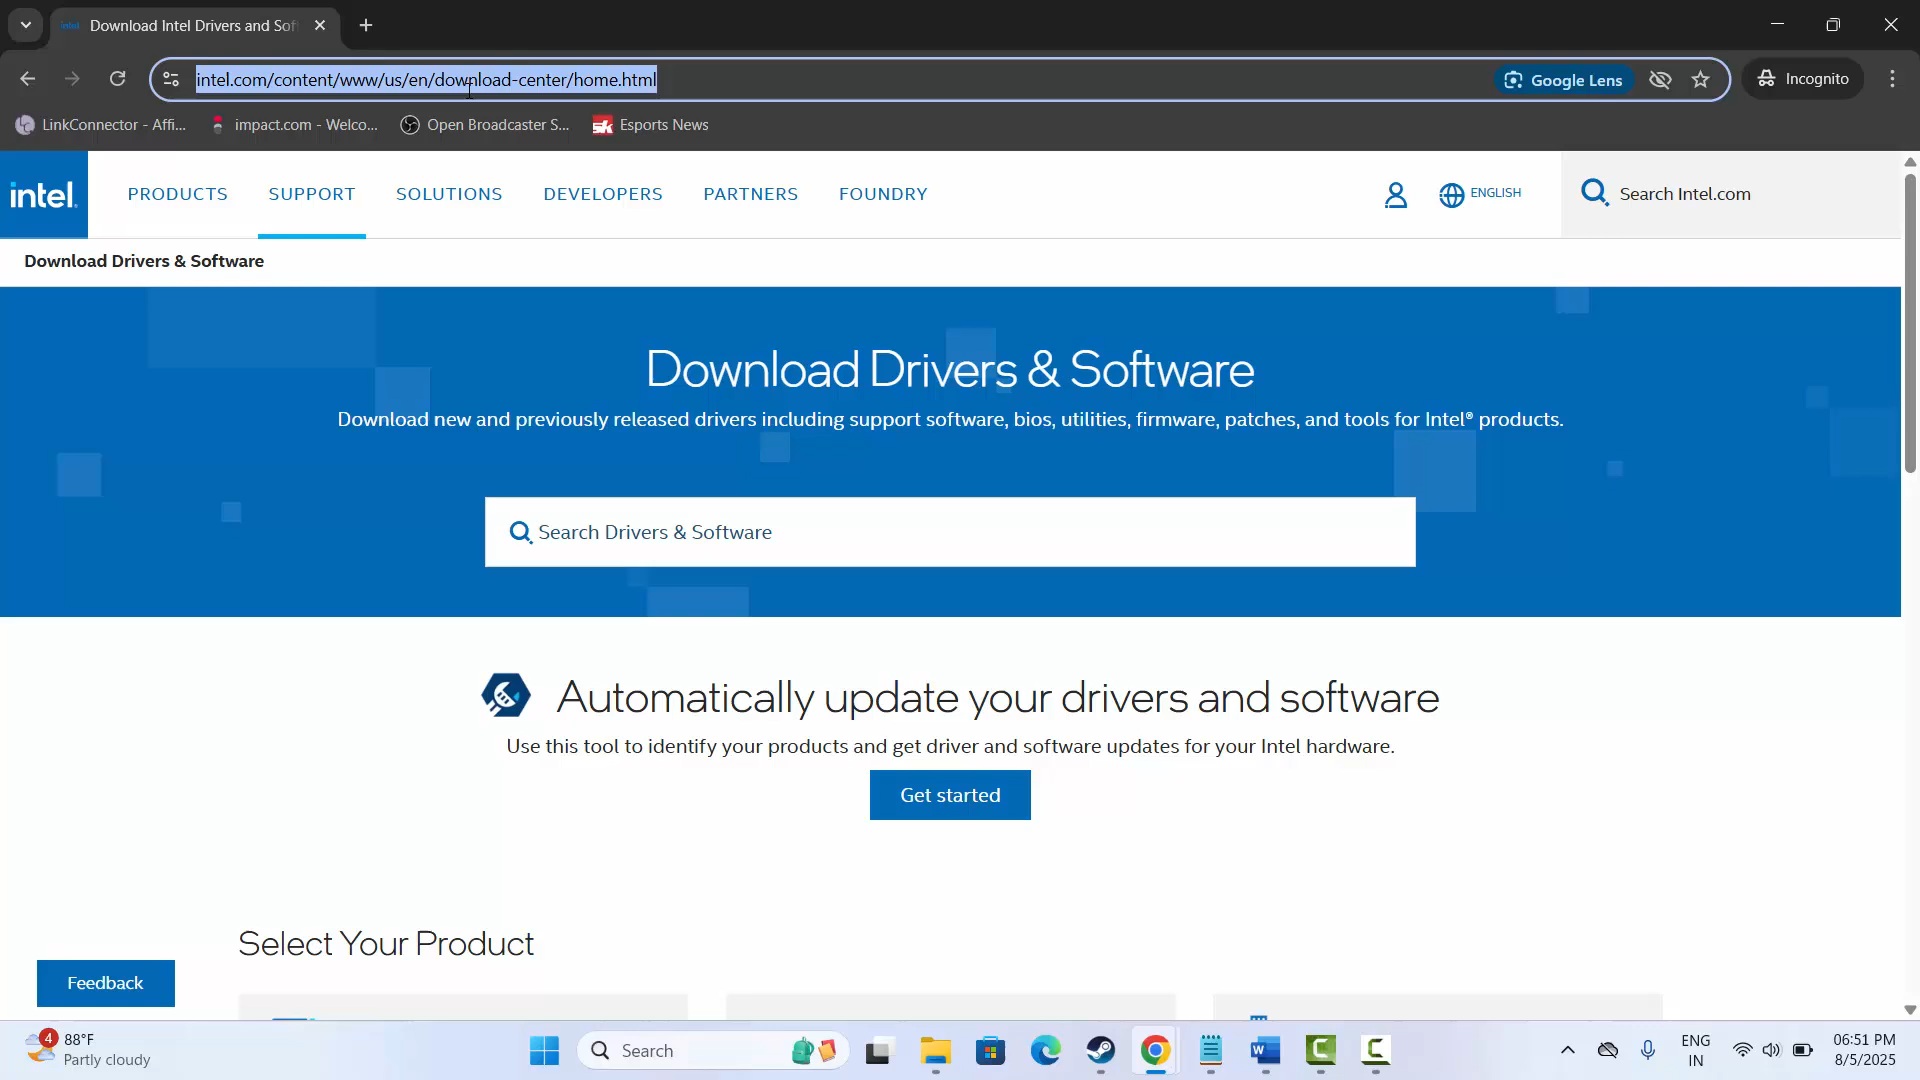 Download Intel Drivers and Sof
intel.com/content/www/us/en/download-center/home.html
Google Lens
Incognito
LinkConnector - Affi...
impact.com - Welco...
Open Broadcaster S...
Esports News
intel.
PRODUCTS
SUPPORT
SOLUTIONS
DEVELOPERS
PARTNERS
FOUNDRY
ENGLISH
Search Intel.com
Download Drivers & Software
Download Drivers & Software
Download new and previously released drivers including support software, bios, utilities, firmware, patches, and tools for Intel® products.
Search Drivers & Software
Automatically update your drivers and software
Use this tool to identify your products and get driver and software updates for your Intel hardware.
Get started
Select Your Product
Feedback
4
88°F
Partly cloudy
Search
ENG
IN
06:51 PM
8/5/2025